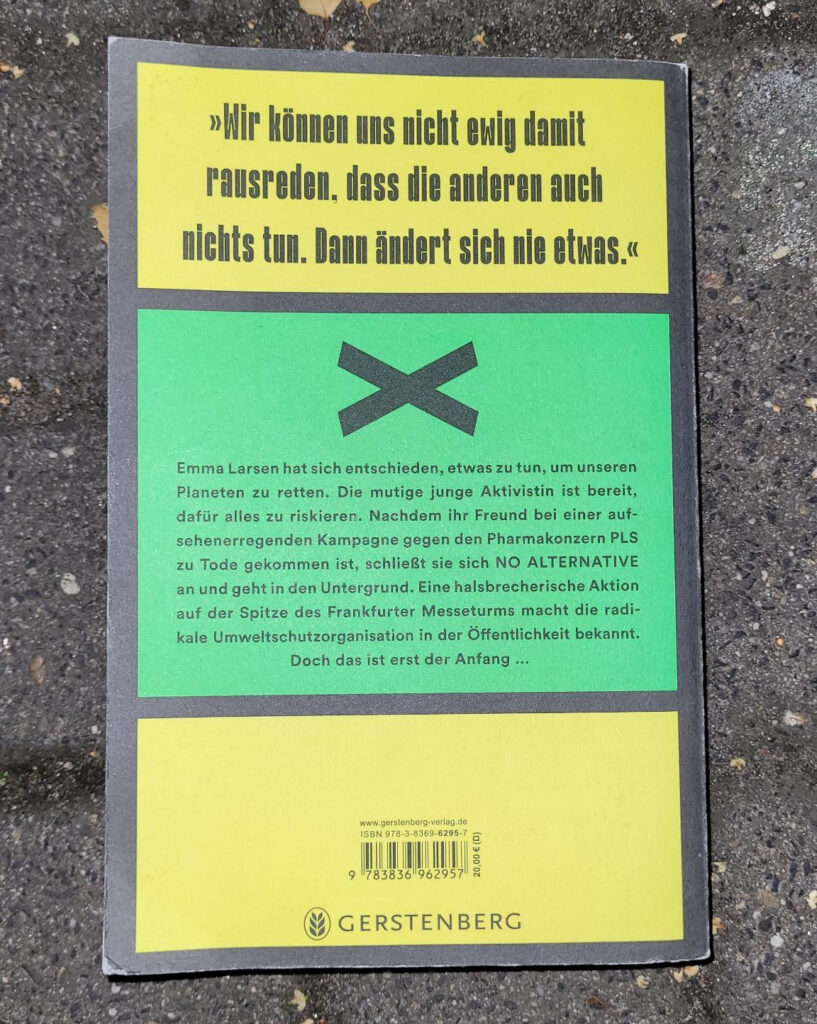 »Wir können uns nicht ewig damit
rausreden, dass die anderen auch
nichts tun. Dann ändert sich nie etwas.«
Emma Larsen hat sich entschieden, etwas zu tun, um unseren
Planeten zu retten. Die mutige junge Aktivistin ist bereit,
dafür alles zu riskieren. Nachdem ihr Freund bei einer auf-
sehenerregenden Kampagne gegen den Pharmakonzern PLS
zu Tode gekommen ist, schließt sie sich NO ALTERNATIVE
an und geht in den Untergrund. Eine halsbrecherische Aktion
auf der Spitze des Frankfurter Messeturms macht die radi-
kale Umweltschutzorganisation in der Öffentlichkeit bekannt.
Doch das ist erst der Anfang ...
www.gerstenberg-verlag.de
ISBN 978-3-8369-6295-7
9 783836 962957
20,00 € (D)
GERSTENBERG